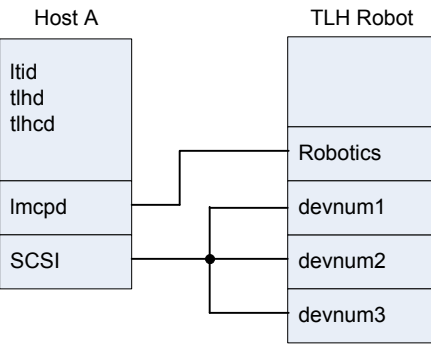 Host A
TLH Robot
ltid
tlhd
tlhcd
Robotics
lmcpd
devnum1
SCSI
devnum2
devnum3